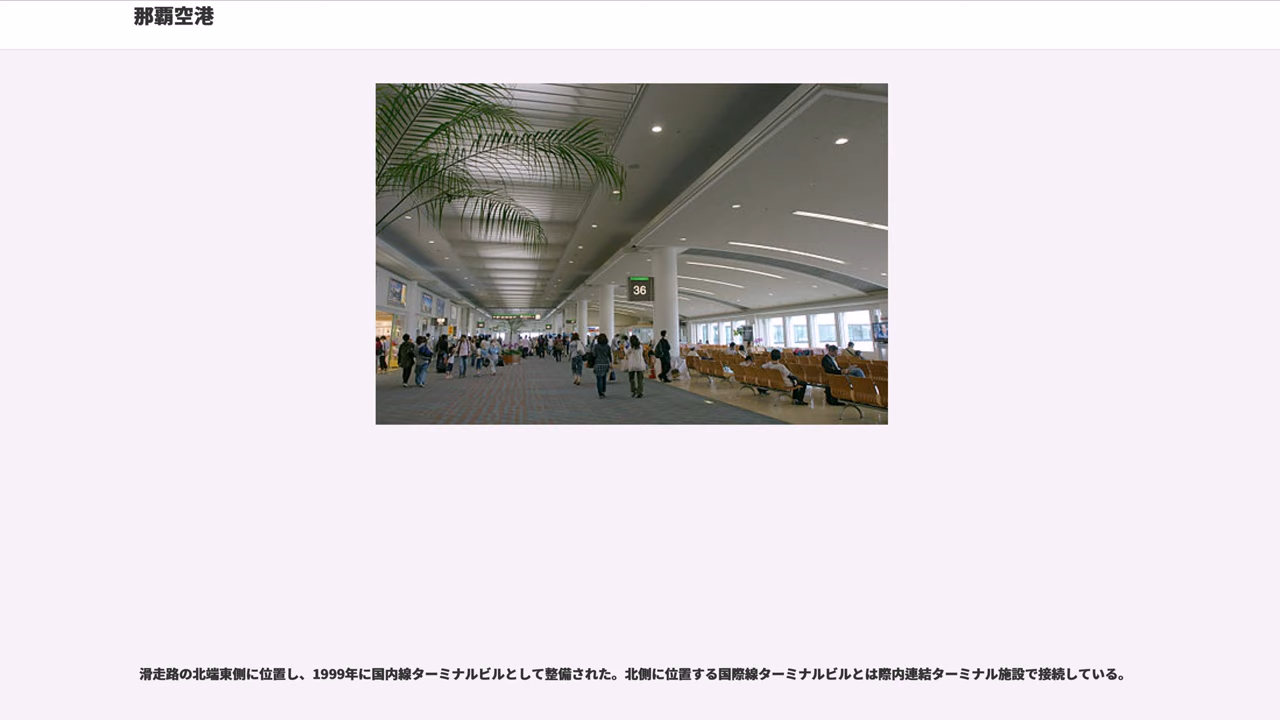 那覇空港
36
滑走路の北端東側に位置し、1999年に国内線ターミナルビルとして整備された。北側に位置する国際線ターミナルビルとは際内連結ターミナル施設で接続している。